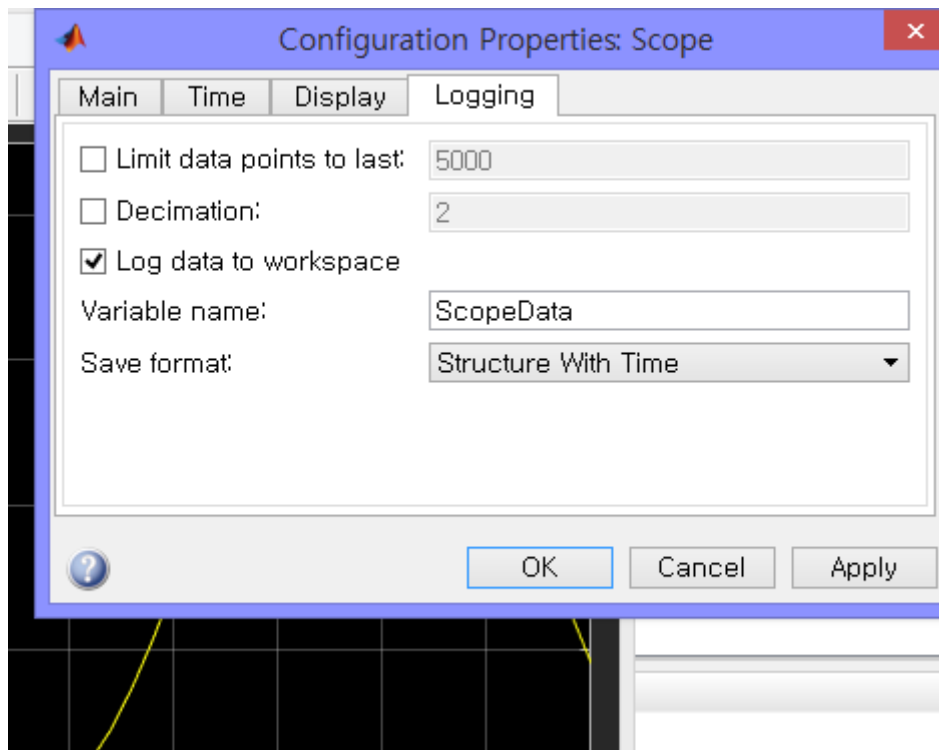 Configuration Properties: Scope
Main Time Display Logging
Limit data points to last: 5000
Decimation: 2
Log data to workspace
Variable name: ScopeData
Save format: Structure With Time
? OK Cancel Apply